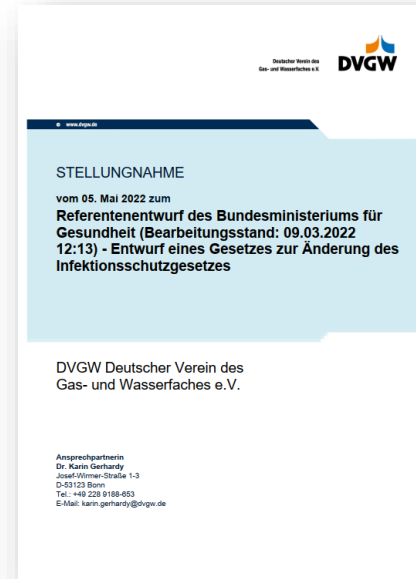 Deutscher Verein des
Gas- und Wasserfaches e.V.
DVGW
www.dvgw.de
STELLUNGNAHME
vom 05. Mai 2022 zum
Referentenentwurf des Bundesministeriums für
Gesundheit (Bearbeitungsstand: 09.03.2022
12:13) - Entwurf eines Gesetzes zur Änderung des
Infektionsschutzgesetzes
DVGW Deutscher Verein des
Gas- und Wasserfaches e.V.
Ansprechpartnerin
Dr. Karin Gerhardy
Josef-Wirmer-Straße 1-3
D-53123 Bonn
Tel.: +49 228 9188-653
E-Mail: karin.gerhardy@dvgw.de